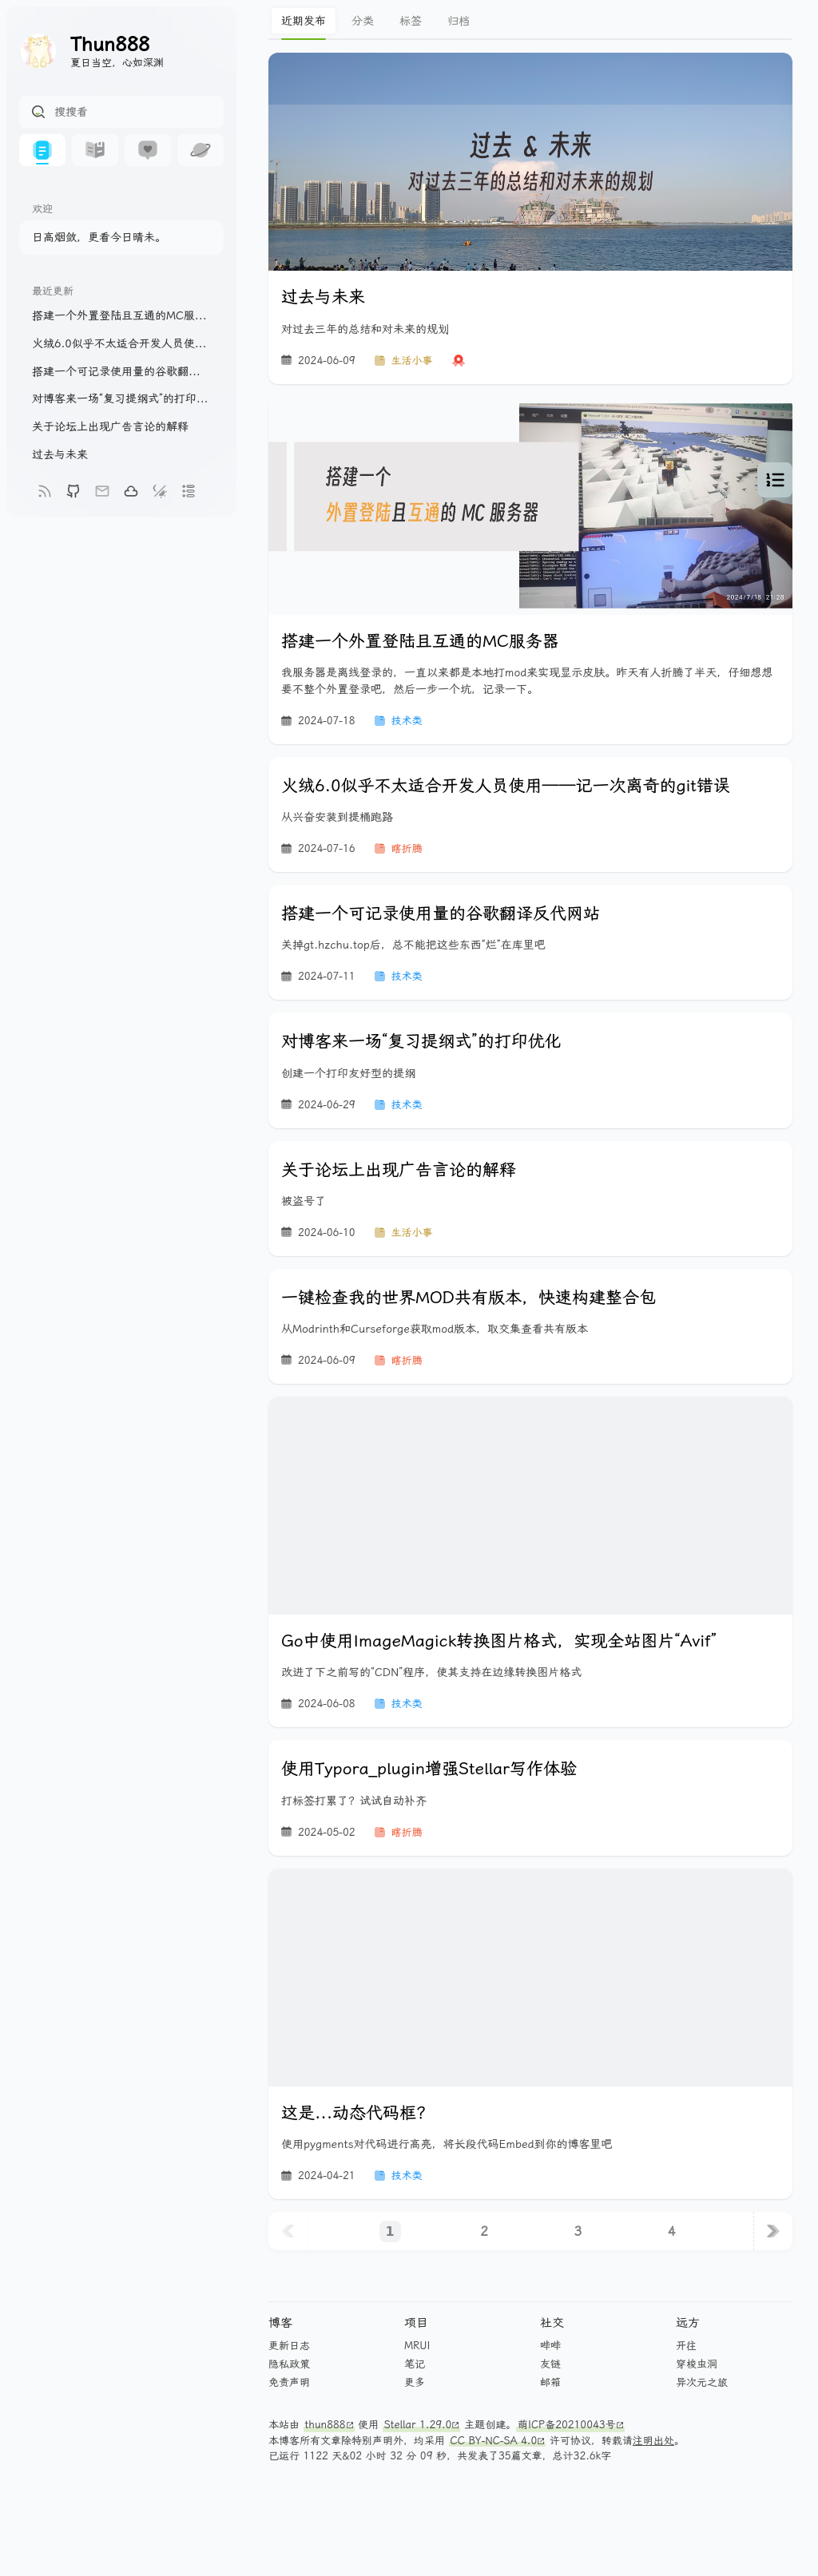 Thun888
夏日当空，心如深渊
搜搜看
欢迎
日高烟敛，更看今日晴未。
最近更新
搭建一个外置登陆且互通的MC服...
火绒6.0似乎不太适合开发人员使...
搭建一个可记录使用量的谷歌翻...
对博客来一场“复习提纲式”的打印...
关于论坛上出现广告言论的解释
过去与未来
近期发布 分类 标签 归档
过去 & 未来
对过去三年的总结和对未来的规划
过去与未来
对过去三年的总结和对未来的规划
2024-06-09 生活小事
搭建一个
外置登陆且互通的 MC 服务器
2024/7/18 21:28
搭建一个外置登陆且互通的MC服务器
我服务器是离线登录的，一直以来都是本地打mod来实现显示皮肤。昨天有人折腾了半天，仔细想想
要不整个外置登录吧，然后一步一个坑，记录一下。
2024-07-18 技术类
火绒6.0似乎不太适合开发人员使用——记一次离奇的git错误
从兴奋安装到提桶跑路
2024-07-16 瞎折腾
搭建一个可记录使用量的谷歌翻译反代网站
关掉gt.hzchu.top后，总不能把这些东西“烂”在库里吧
2024-07-11 技术类
对博客来一场“复习提纲式”的打印优化
创建一个打印友好型的提纲
2024-06-29 技术类
关于论坛上出现广告言论的解释
被盗号了
2024-06-10 生活小事
一键检查我的世界MOD共有版本，快速构建整合包
从Modrinth和Curseforge获取mod版本，取交集查看共有版本
2024-06-09 瞎折腾
Go中使用ImageMagick转换图片格式，实现全站图片“Avif”
改进了下之前写的“CDN”程序，使其支持在边缘转换图片格式
2024-06-08 技术类
使用Typora_plugin增强Stellar写作体验
打标签打累了？试试自动补齐
2024-05-02 瞎折腾
这是...动态代码框？
使用pygments对代码进行高亮，将长段代码Embed到你的博客里吧
2024-04-21 技术类
1 2 3 4
博客 项目 社交 远方
更新日志 MRUI 哔哔 开往
隐私政策 笔记 友链 穿梭虫洞
免责声明 更多 邮箱 异次元之旅
本站由 thun888 使用 Stellar 1.29.0 主题创建。萌ICP备20210043号
本博客所有文章除特别声明外，均采用 CC BY-NC-SA 4.0 许可协议，转载请注明出处。
已运行 1122 天&02 小时 32 分 09 秒，共发表了35篇文章，总计32.6k字